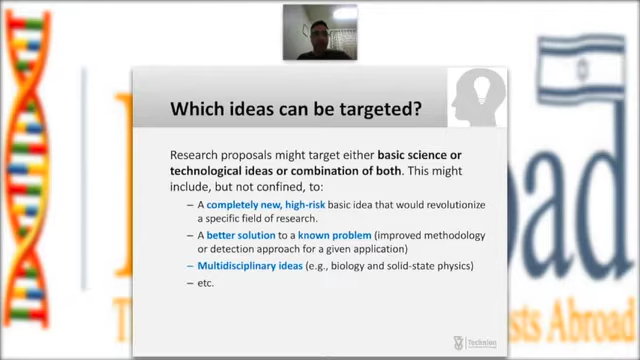 Which ideas can be targeted?
Research proposals might target either basic science or
technological ideas or combination of both. This might
include, but not confined, to:
– A completely new, high-risk basic idea that would revolutionize
a specific field of research.
– A better solution to a known problem (improved methodology
or detection approach for a given application)
– Multidisciplinary ideas (e.g., biology and solid-state physics)
– etc.
Technion
sts Abroad